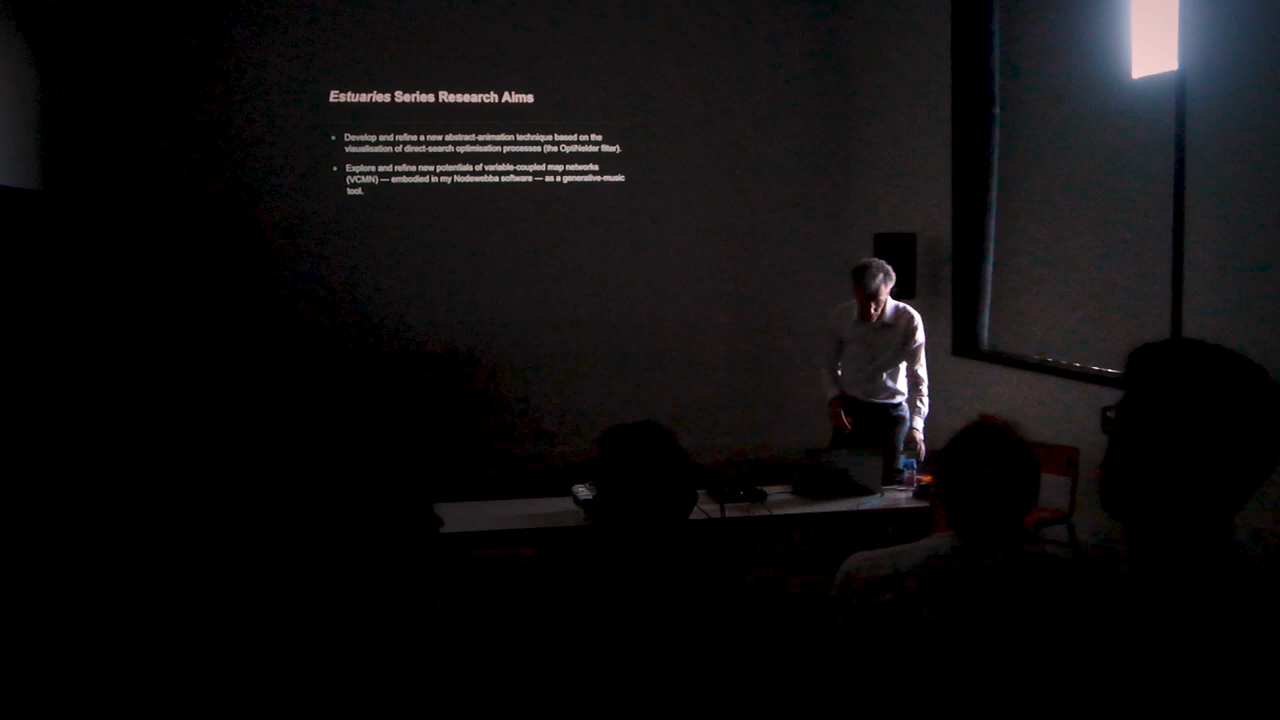 Estuaries Series Research Aims
Develop and refine a new abstract-animation technique based on the
visualisation of direct-search optimisation processes (the OptiNelder filter).
Explore and refine new potentials of variable-coupled map networks
(VCMN) — embodied in my Nodewebba software — as a generative-music
tool.